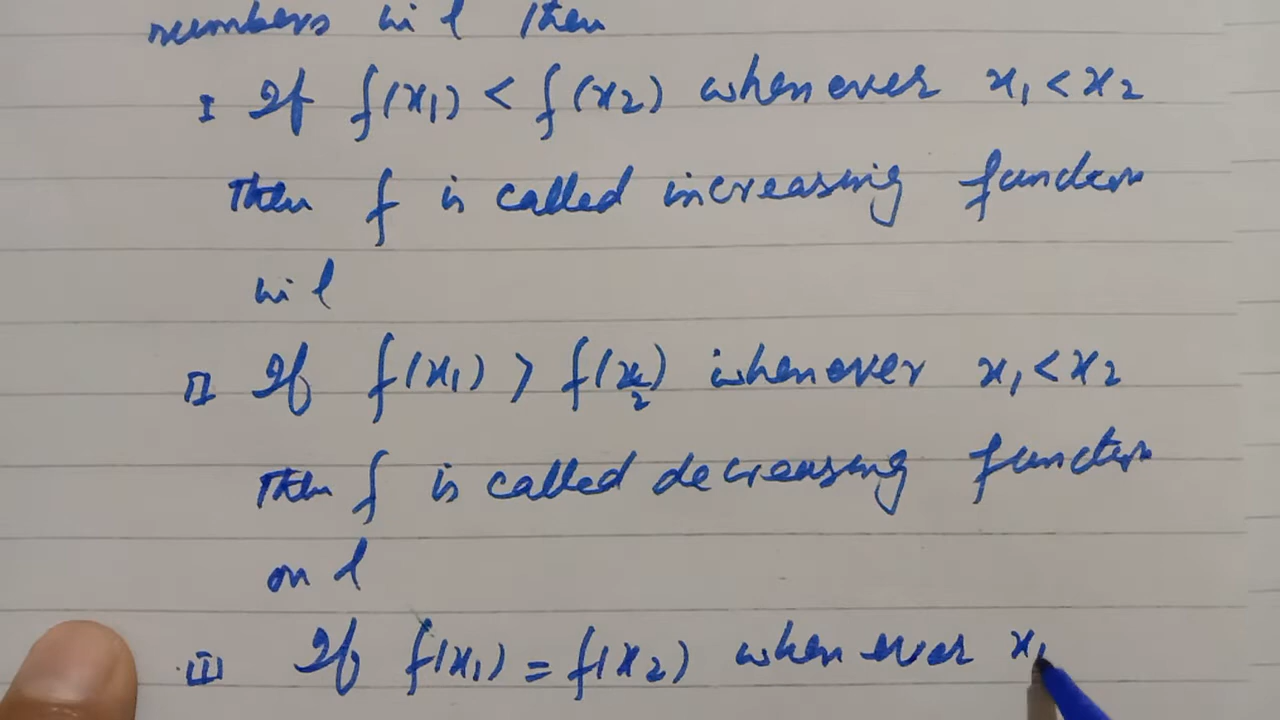 numbers in l then
I If f(x₁) < f(x₂) whenever x₁ < x₂
Then f is called increasing function
in l
II If f(x₁) > f(x₂) whenever x₁ < x₂
Then f is called decreasing function
on l
III If f(x₁) = f(x₂) whenever x₁